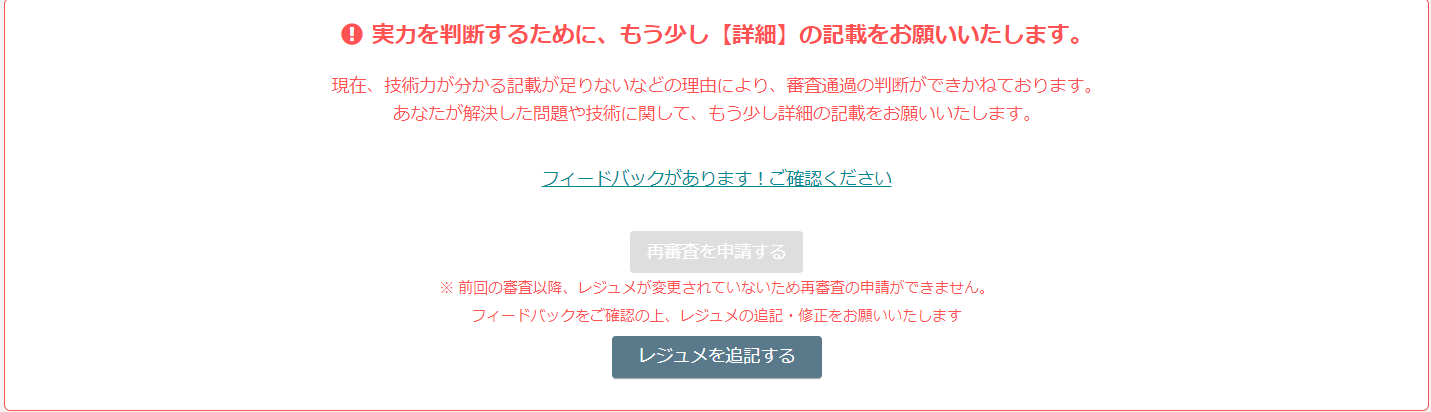 実力を判断するために、もう少し【詳細】の記載をお願いいたします。
現在、技術力が分かる記載が足りないなどの理由により、審査通過の判断ができかねております。
あなたが解決した問題や技術に関して、もう少し詳細の記載をお願いいたします。
フィードバックがあります！ご確認ください
再審査を申請する
※ 前回の審査以降、レジュメが変更されていないため再審査の申請ができません。
フィードバックをご確認の上、レジュメの追記・修正をお願いいたします
レジュメを追記する